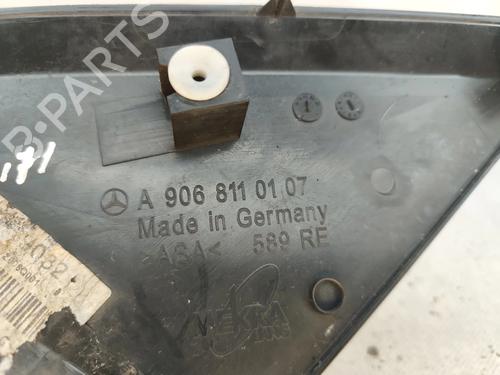 B-PARTS
171
A 906 811 01 07
Made in Germany
>ASA< 589 RE
MEKRA